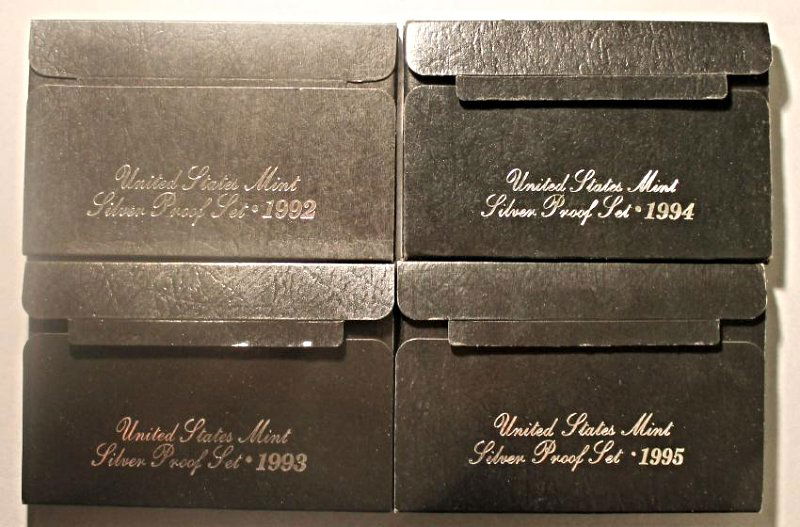 United States Mint
Silver Proof Set • 1992
United States Mint
Silver Proof Set • 1994
United States Mint
Silver Proof Set • 1993
United States Mint
Silver Proof Set • 1995